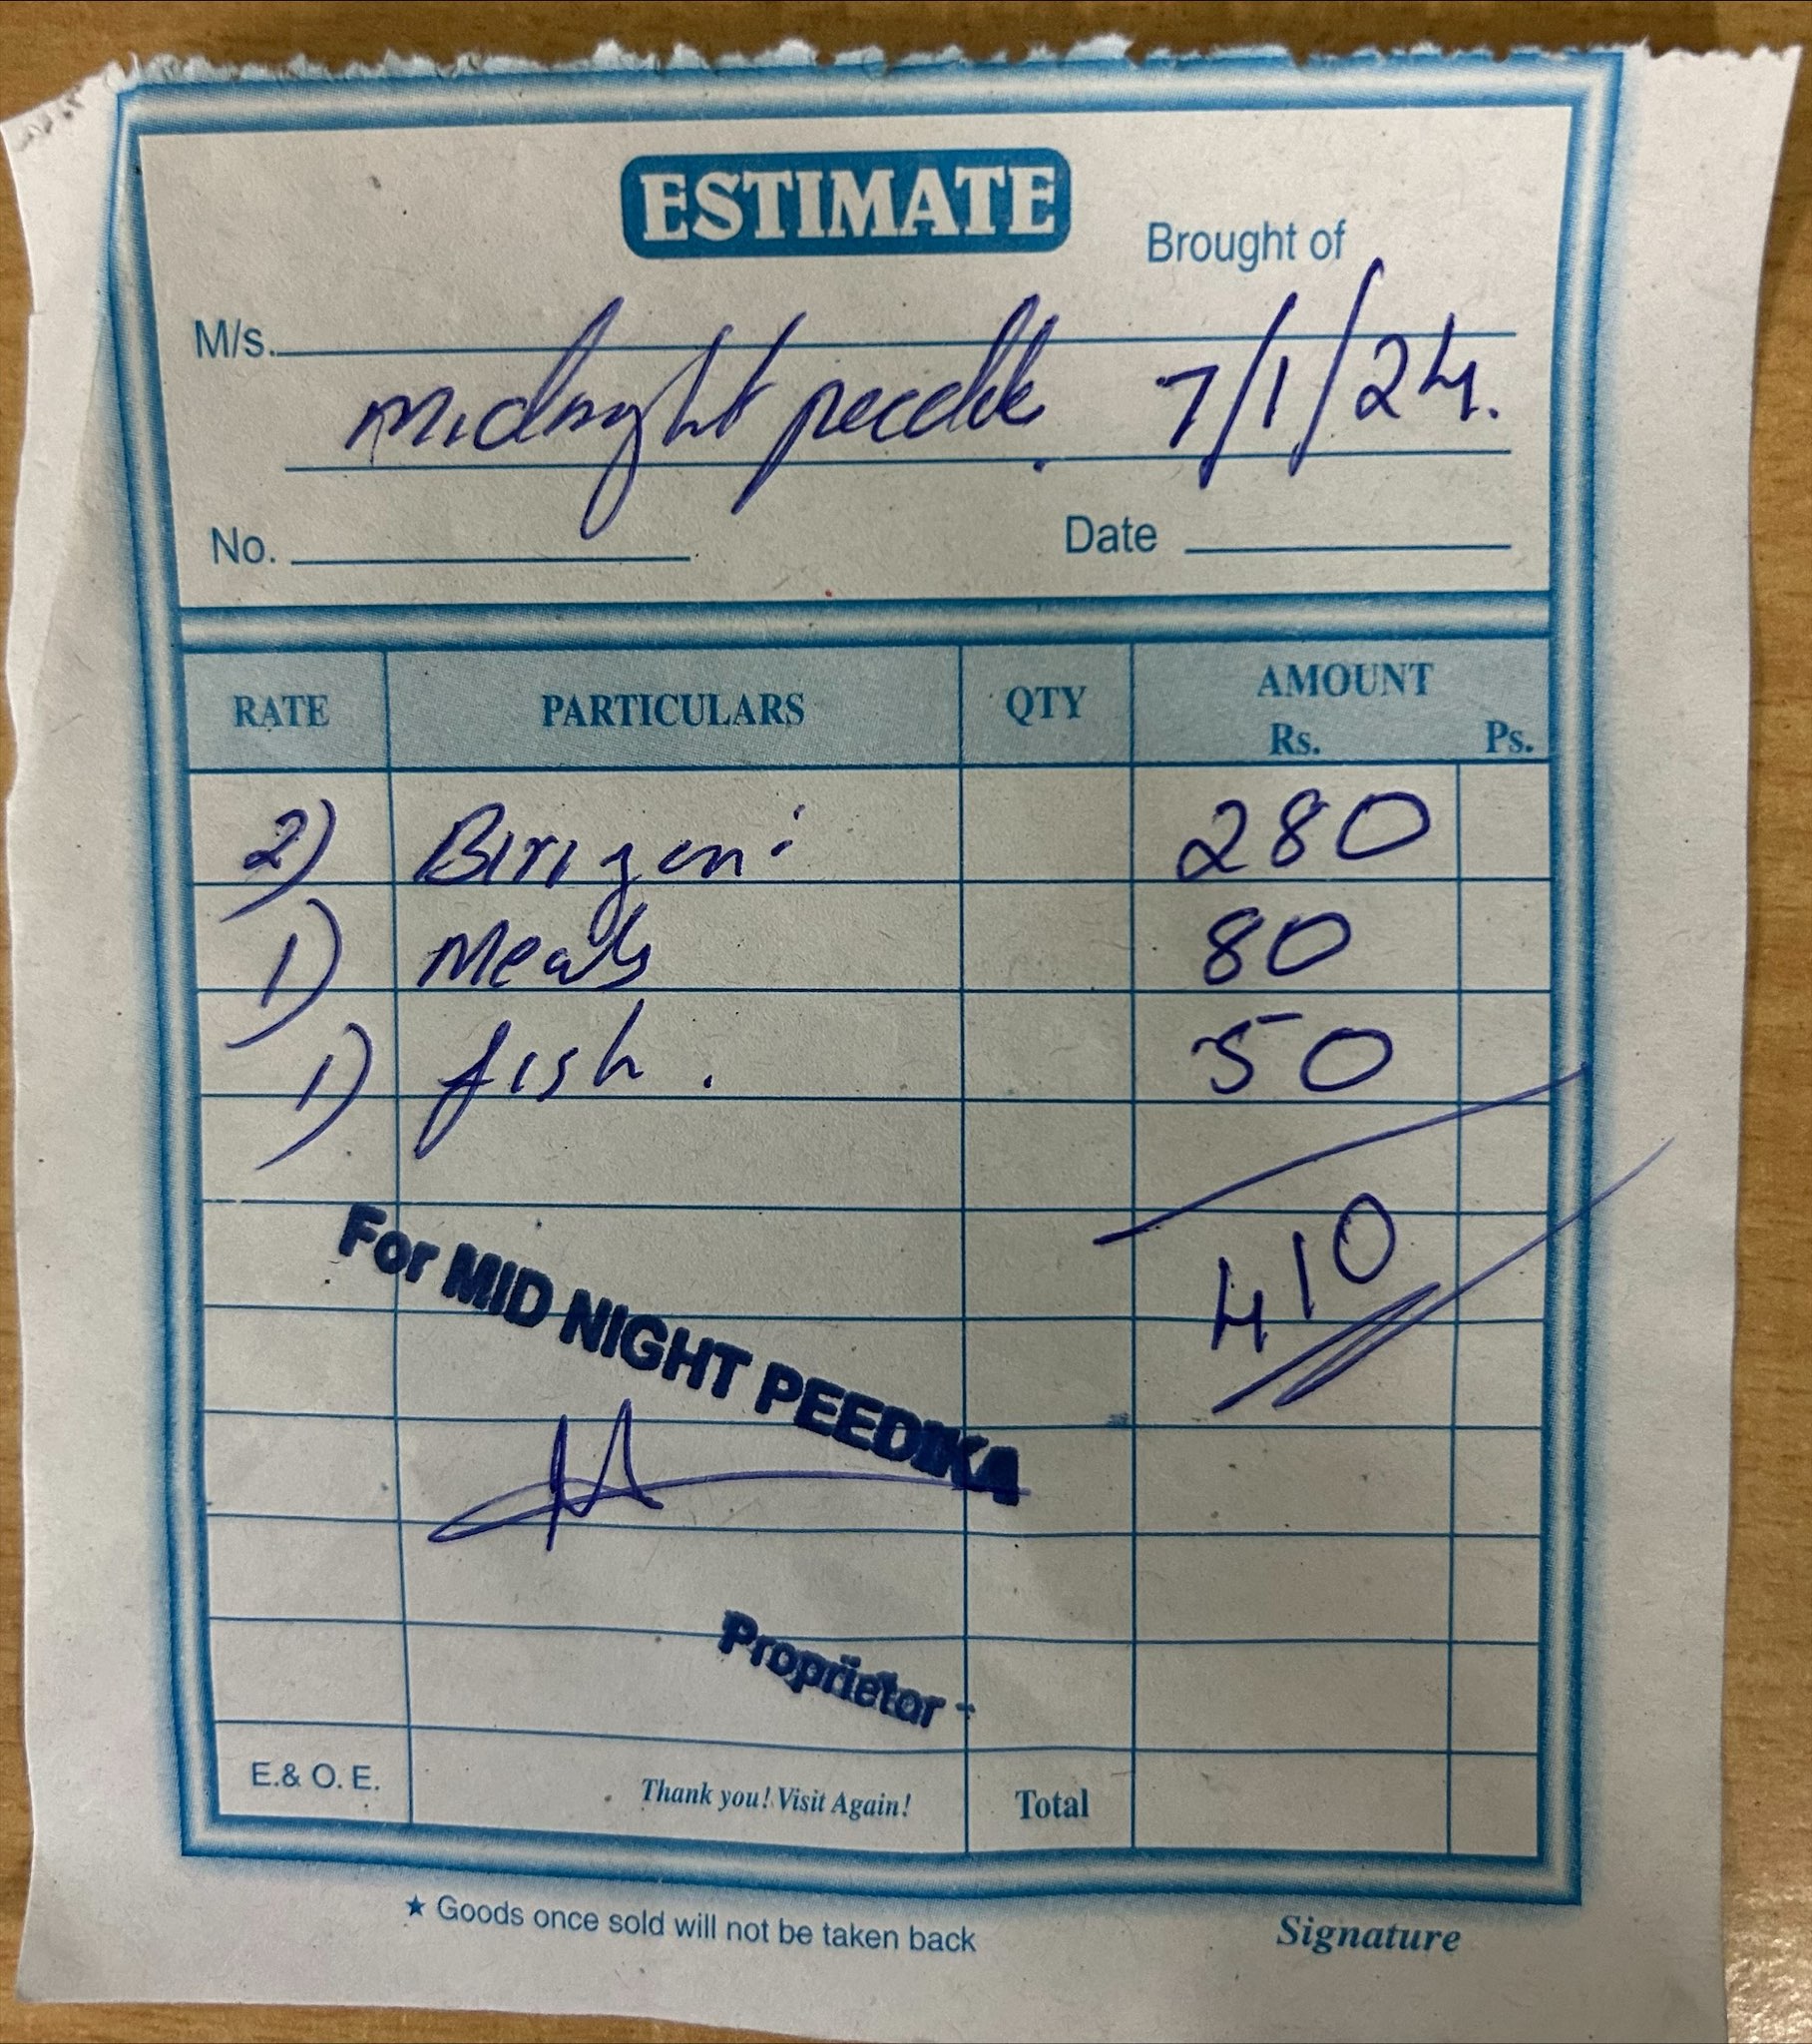 ESTIMATE
Brought of
M/s.
Midnight peedika 7/1/24.
No. Date
RATE PARTICULARS QTY AMOUNT
Rs. Ps.
2) Biriyani 280
1) Meals 80
1) fish. 50
410
For MID NIGHT PEEDIKA
Proprietor
E.& O. E. Thank you! Visit Again! Total
★ Goods once sold will not be taken back
Signature